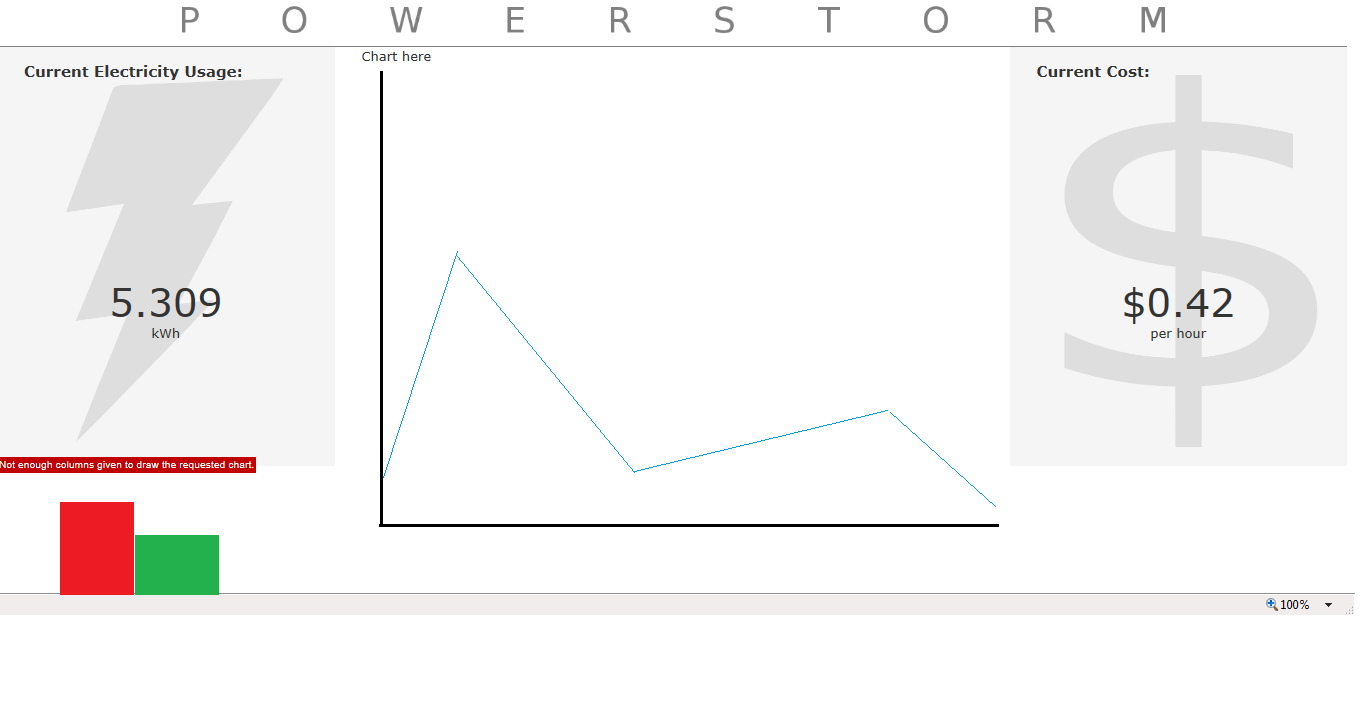 P O W E R S T O R M
Current Electricity Usage:
5.309
kWh
Chart here
Current Cost:
$0.42
per hour
Not enough columns given to draw the requested chart.
100%